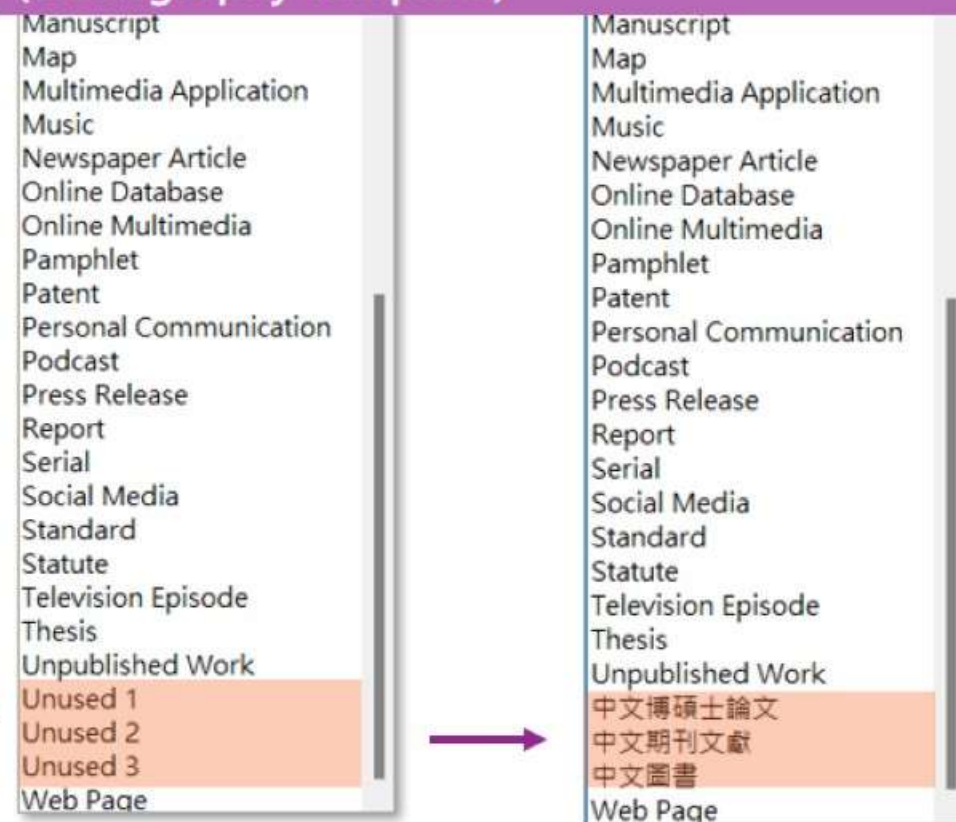 Manuscript
Map
Multimedia Application
Music
Newspaper Article
Online Database
Online Multimedia
Pamphlet
Patent
Personal Communication
Podcast
Press Release
Report
Serial
Social Media
Standard
Statute
Television Episode
Thesis
Unpublished Work
Unused 1
Unused 2
Unused 3
Web Page
Manuscript
Map
Multimedia Application
Music
Newspaper Article
Online Database
Online Multimedia
Pamphlet
Patent
Personal Communication
Podcast
Press Release
Report
Serial
Social Media
Standard
Statute
Television Episode
Thesis
Unpublished Work
中文博碩士論文
中文期刊文獻
中文圖書
Web Page